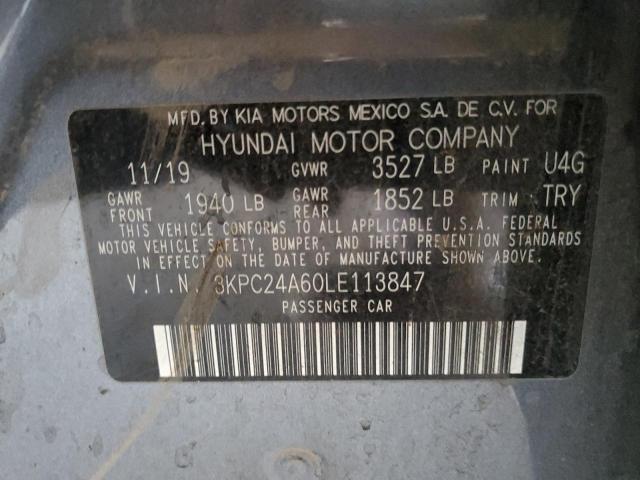 MFD. BY KIA MOTORS MEXICO S.A. DE C.V. FOR
HYUNDAI MOTOR COMPANY
11/19 GVWR 3527 LB PAINT U4G
GAWR FRONT 1940 LB GAWR REAR 1852 LB TRIM TRY
THIS VEHICLE CONFORMS TO ALL APPLICABLE U.S.A. FEDERAL
MOTOR VEHICLE SAFETY, BUMPER, AND THEFT PREVENTION STANDARDS
IN EFFECT ON THE DATE OF MANUFACTURE SHOWN ABOVE.
V.I.N. 3KPC24A60LE113847
PASSENGER CAR